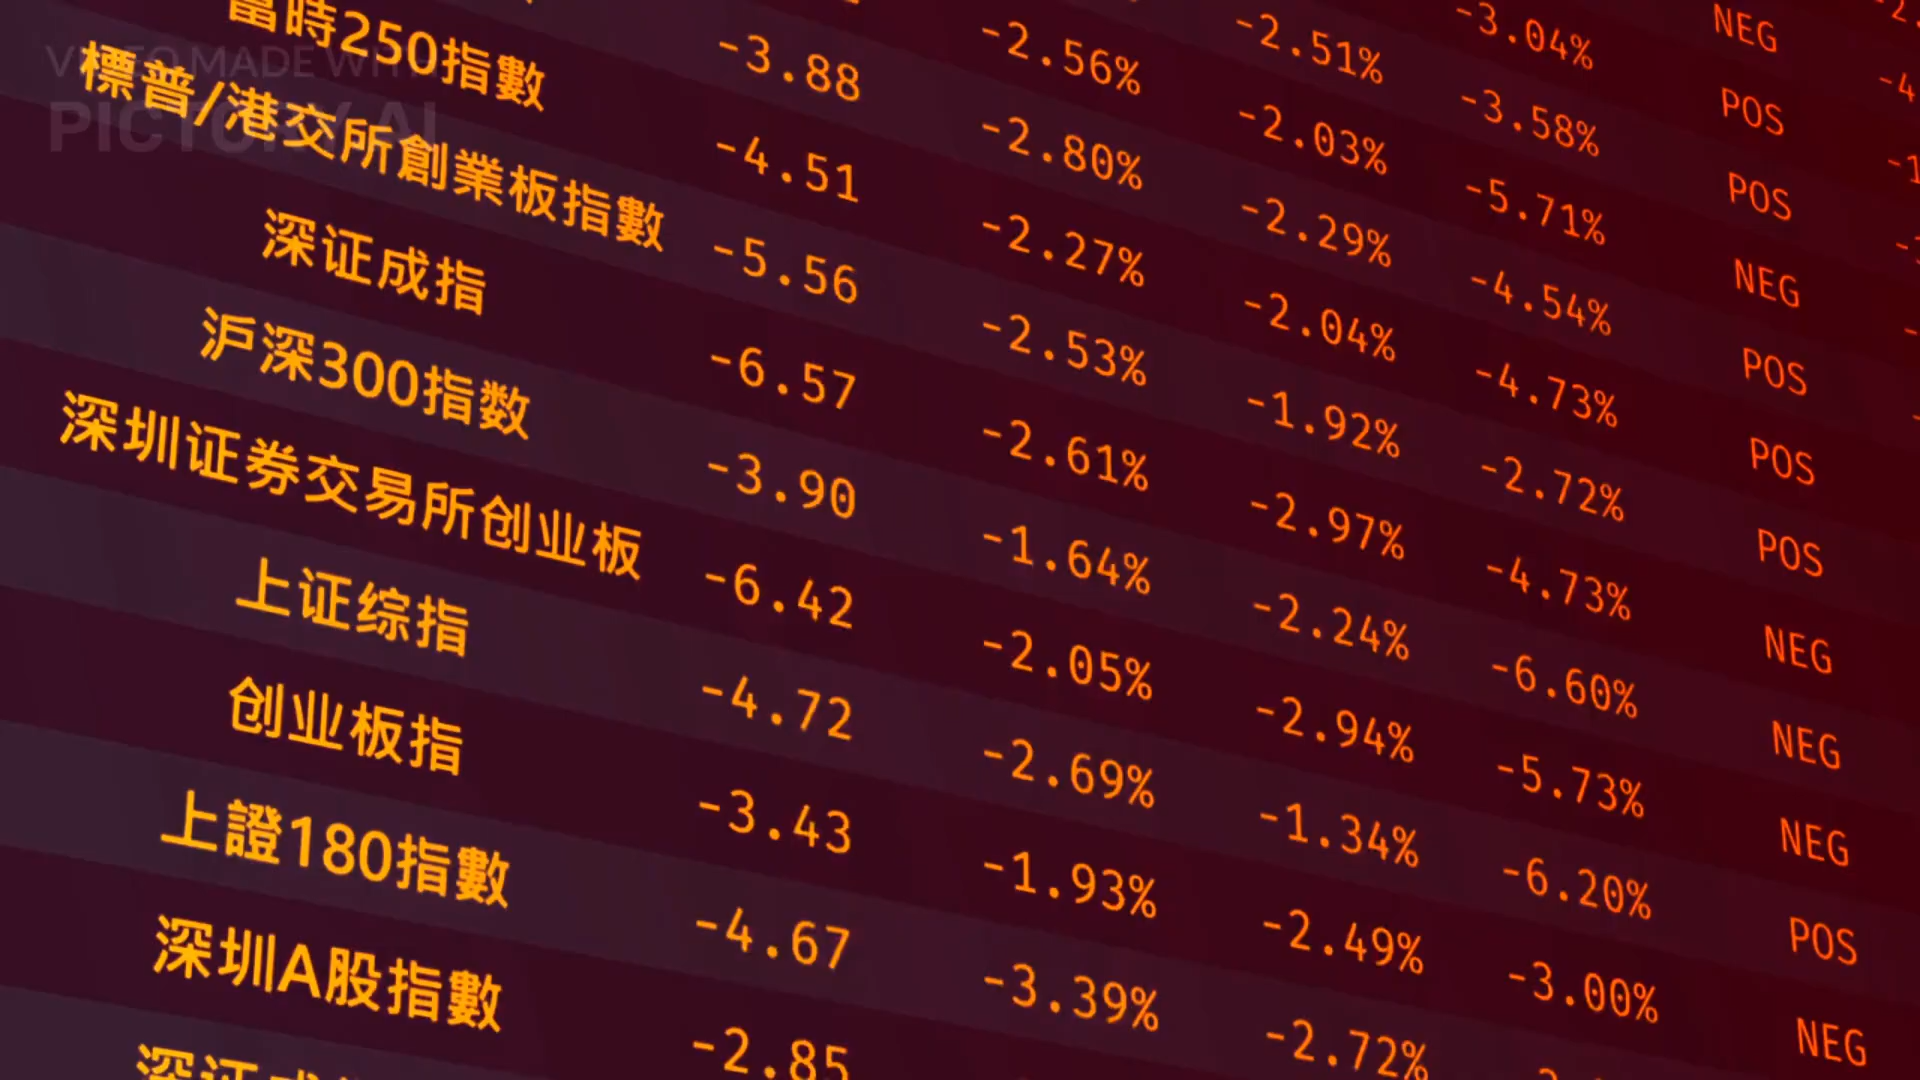 VIDEO MADE WITH
PICTORY.AI
NEG
-3.04% POS
-2.51% -3.58% POS
-2.56% -2.03% -5.71% NEG
-3.88 -2.80% -2.29% -4.54% POS
富時250指數 -4.51 -2.27% -2.04% -4.73% POS
標普/港交所創業板指數 -5.56 -2.53% -1.92% -2.72% POS
深证成指 -6.57 -2.61% -2.97% -4.73% NEG
沪深300指数 -3.90 -1.64% -2.24% -6.60% NEG
深圳证券交易所创业板 -6.42 -2.05% -2.94% -5.73% NEG
上证综指 -4.72 -2.69% -1.34% -6.20% POS
创业板指 -3.43 -1.93% -2.49% -3.00% NEG
上證180指數 -4.67 -3.39% -2.72%
深圳A股指數 -2.85